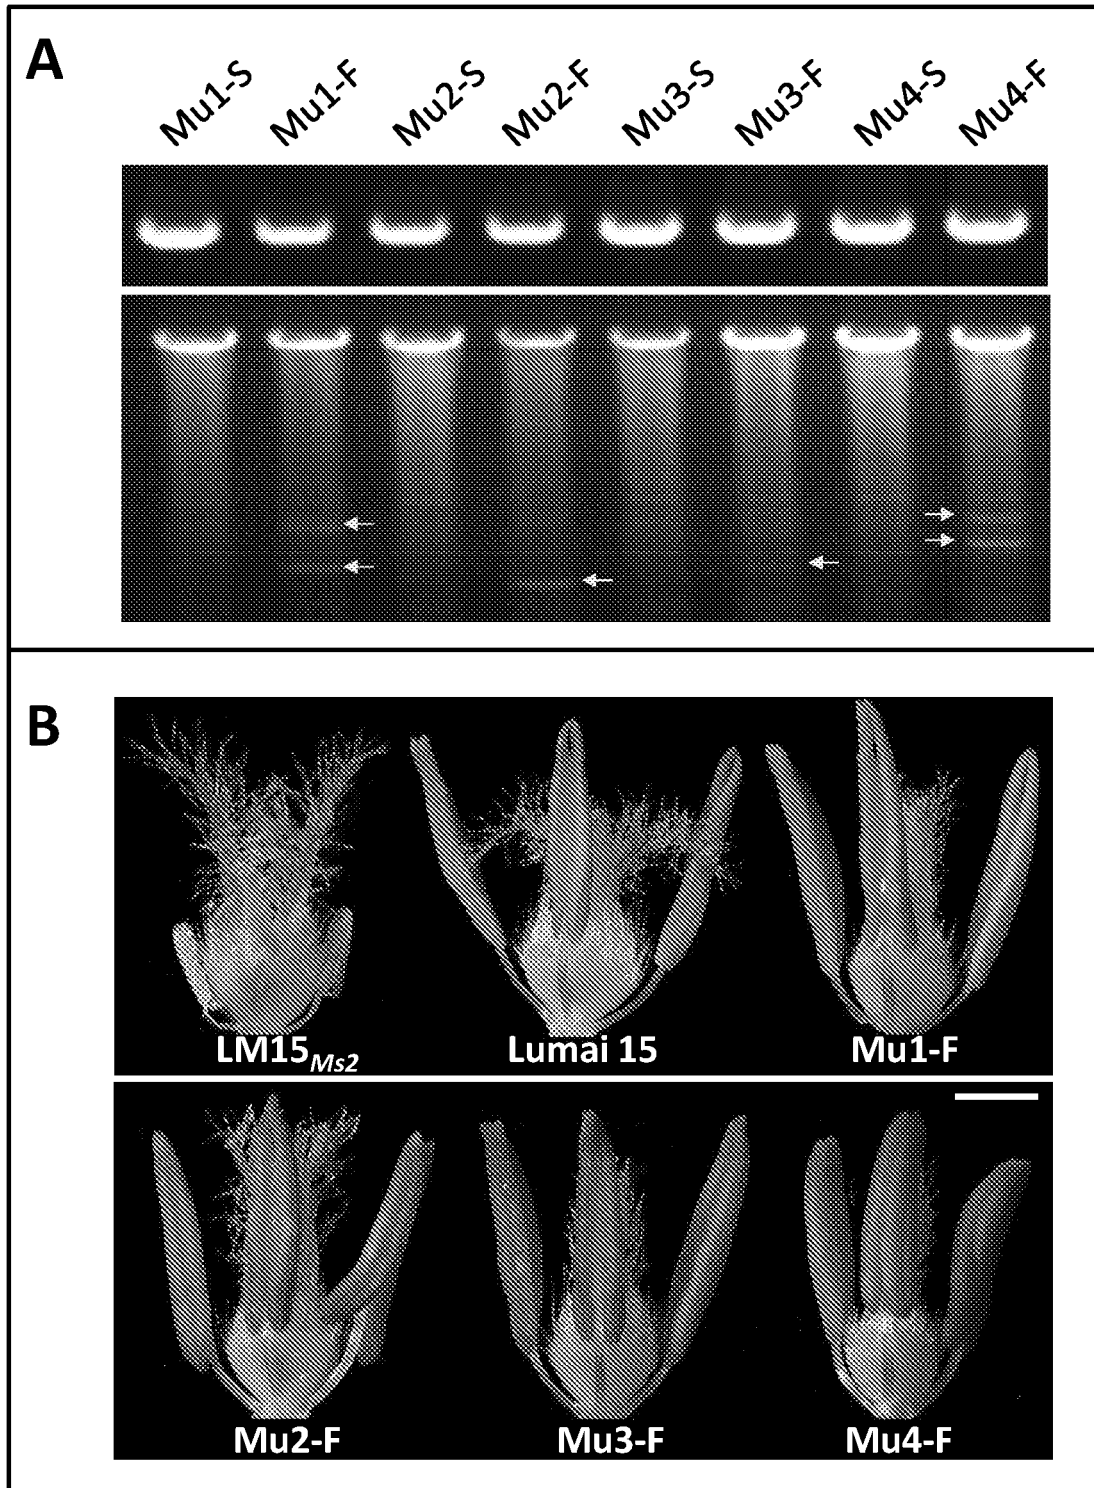 A
Mu1-S Mu1-F Mu2-S Mu2-F Mu3-S Mu3-F Mu4-S Mu4-F
B
LM15Ms2 Lumai 15 Mu1-F
Mu2-F Mu3-F Mu4-F